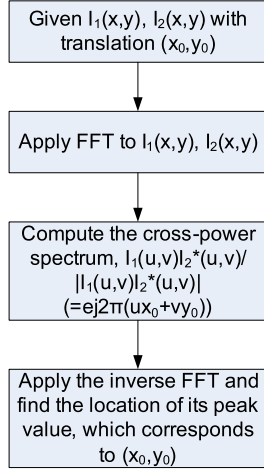 Given I₁(x,y), I₂(x,y) with
translation (x₀,y₀)
Apply FFT to I₁(x,y), I₂(x,y)
Compute the cross-power
spectrum, I₁(u,v)I₂*(u,v)/
|I₁(u,v)I₂*(u,v)|
(=ej2π(ux₀+vy₀))
Apply the inverse FFT and
find the location of its peak
value, which corresponds
to (x₀,y₀)